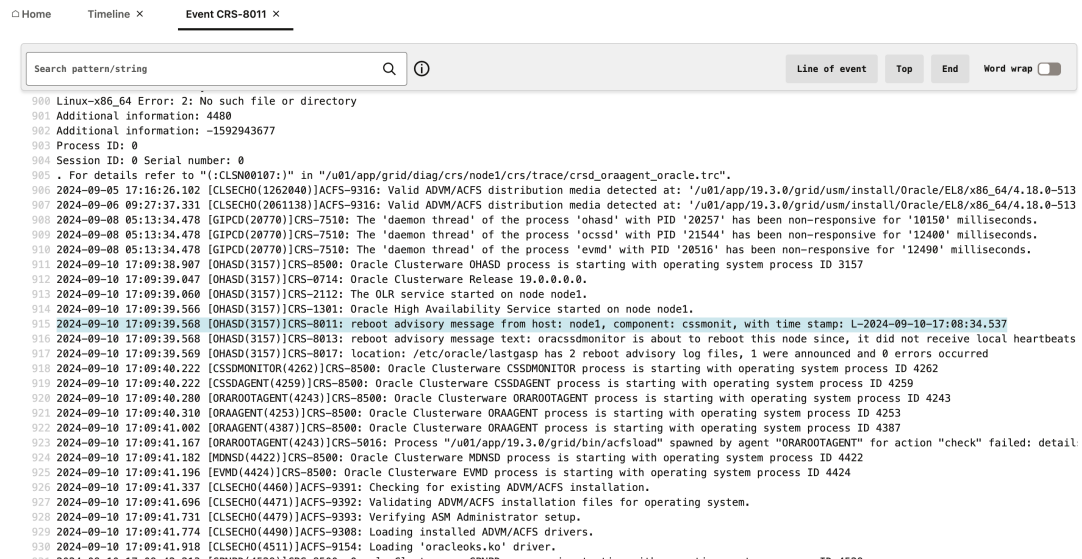 Home
Timeline ×
Event CRS-8011 ×
Search pattern/string
Line of event
Top
End
Word wrap
900 Linux-x86_64 Error: 2: No such file or directory
901 Additional information: 4480
902 Additional information: -1592943677
903 Process ID: 0
904 Session ID: 0 Serial number: 0
905 . For details refer to "(:CLSN00107:)" in "/u01/app/grid/diag/crs/node1/crs/trace/crsd_oraagent_oracle.trc".
906 2024-09-05 17:16:26.102 [CLSECHO(1262040)]ACFS-9316: Valid ADVM/ACFS distribution media detected at: '/u01/app/19.3.0/grid/usm/install/Oracle/EL8/x86_64/4.18.0-513
907 2024-09-06 09:27:37.331 [CLSECHO(2061138)]ACFS-9316: Valid ADVM/ACFS distribution media detected at: '/u01/app/19.3.0/grid/usm/install/Oracle/EL8/x86_64/4.18.0-513
908 2024-09-08 05:13:34.478 [GIPCD(20770)]CRS-7510: The 'daemon thread' of the process 'ohasd' with PID '20257' has been non-responsive for '10150' milliseconds.
909 2024-09-08 05:13:34.478 [GIPCD(20770)]CRS-7510: The 'daemon thread' of the process 'ocssd' with PID '21544' has been non-responsive for '12400' milliseconds.
910 2024-09-08 05:13:34.478 [GIPCD(20770)]CRS-7510: The 'daemon thread' of the process 'evmd' with PID '20516' has been non-responsive for '12490' milliseconds.
911 2024-09-10 17:09:38.907 [OHASD(3157)]CRS-8500: Oracle Clusterware OHASD process is starting with operating system process ID 3157
912 2024-09-10 17:09:39.047 [OHASD(3157)]CRS-0714: Oracle Clusterware Release 19.0.0.0.0.
913 2024-09-10 17:09:39.060 [OHASD(3157)]CRS-2112: The OLR service started on node node1.
914 2024-09-10 17:09:39.566 [OHASD(3157)]CRS-1301: Oracle High Availability Service started on node node1.
915 2024-09-10 17:09:39.568 [OHASD(3157)]CRS-8011: reboot advisory message from host: node1, component: cssmonit, with time stamp: L-2024-09-10-17:08:34.537
916 2024-09-10 17:09:39.568 [OHASD(3157)]CRS-8013: reboot advisory message text: oracssdmonitor is about to reboot this node since, it did not receive local heartbeats
917 2024-09-10 17:09:39.569 [OHASD(3157)]CRS-8017: location: /etc/oracle/lastgasp has 2 reboot advisory log files, 1 were announced and 0 errors occurred
918 2024-09-10 17:09:40.222 [CSSDMONITOR(4262)]CRS-8500: Oracle Clusterware CSSDMONITOR process is starting with operating system process ID 4262
919 2024-09-10 17:09:40.222 [CSSDAGENT(4259)]CRS-8500: Oracle Clusterware CSSDAGENT process is starting with operating system process ID 4259
920 2024-09-10 17:09:40.280 [ORAROOTAGENT(4243)]CRS-8500: Oracle Clusterware ORAROOTAGENT process is starting with operating system process ID 4243
921 2024-09-10 17:09:40.310 [ORAAGENT(4253)]CRS-8500: Oracle Clusterware ORAAGENT process is starting with operating system process ID 4253
922 2024-09-10 17:09:41.002 [ORAAGENT(4387)]CRS-8500: Oracle Clusterware ORAAGENT process is starting with operating system process ID 4387
923 2024-09-10 17:09:41.167 [ORAROOTAGENT(4243)]CRS-5016: Process "/u01/app/19.3.0/grid/bin/acfsload" spawned by agent "ORAROOTAGENT" for action "check" failed: details
924 2024-09-10 17:09:41.182 [MDNSD(4422)]CRS-8500: Oracle Clusterware MDNSD process is starting with operating system process ID 4422
925 2024-09-10 17:09:41.196 [EVMD(4424)]CRS-8500: Oracle Clusterware EVMD process is starting with operating system process ID 4424
926 2024-09-10 17:09:41.337 [CLSECHO(4460)]ACFS-9391: Checking for existing ADVM/ACFS installation.
927 2024-09-10 17:09:41.696 [CLSECHO(4471)]ACFS-9392: Validating ADVM/ACFS installation files for operating system.
928 2024-09-10 17:09:41.731 [CLSECHO(4479)]ACFS-9393: Verifying ASM Administrator setup.
929 2024-09-10 17:09:41.774 [CLSECHO(4490)]ACFS-9308: Loading installed ADVM/ACFS drivers.
930 2024-09-10 17:09:41.918 [CLSECHO(4511)]ACFS-9154: Loading 'oracleoks.ko' driver.